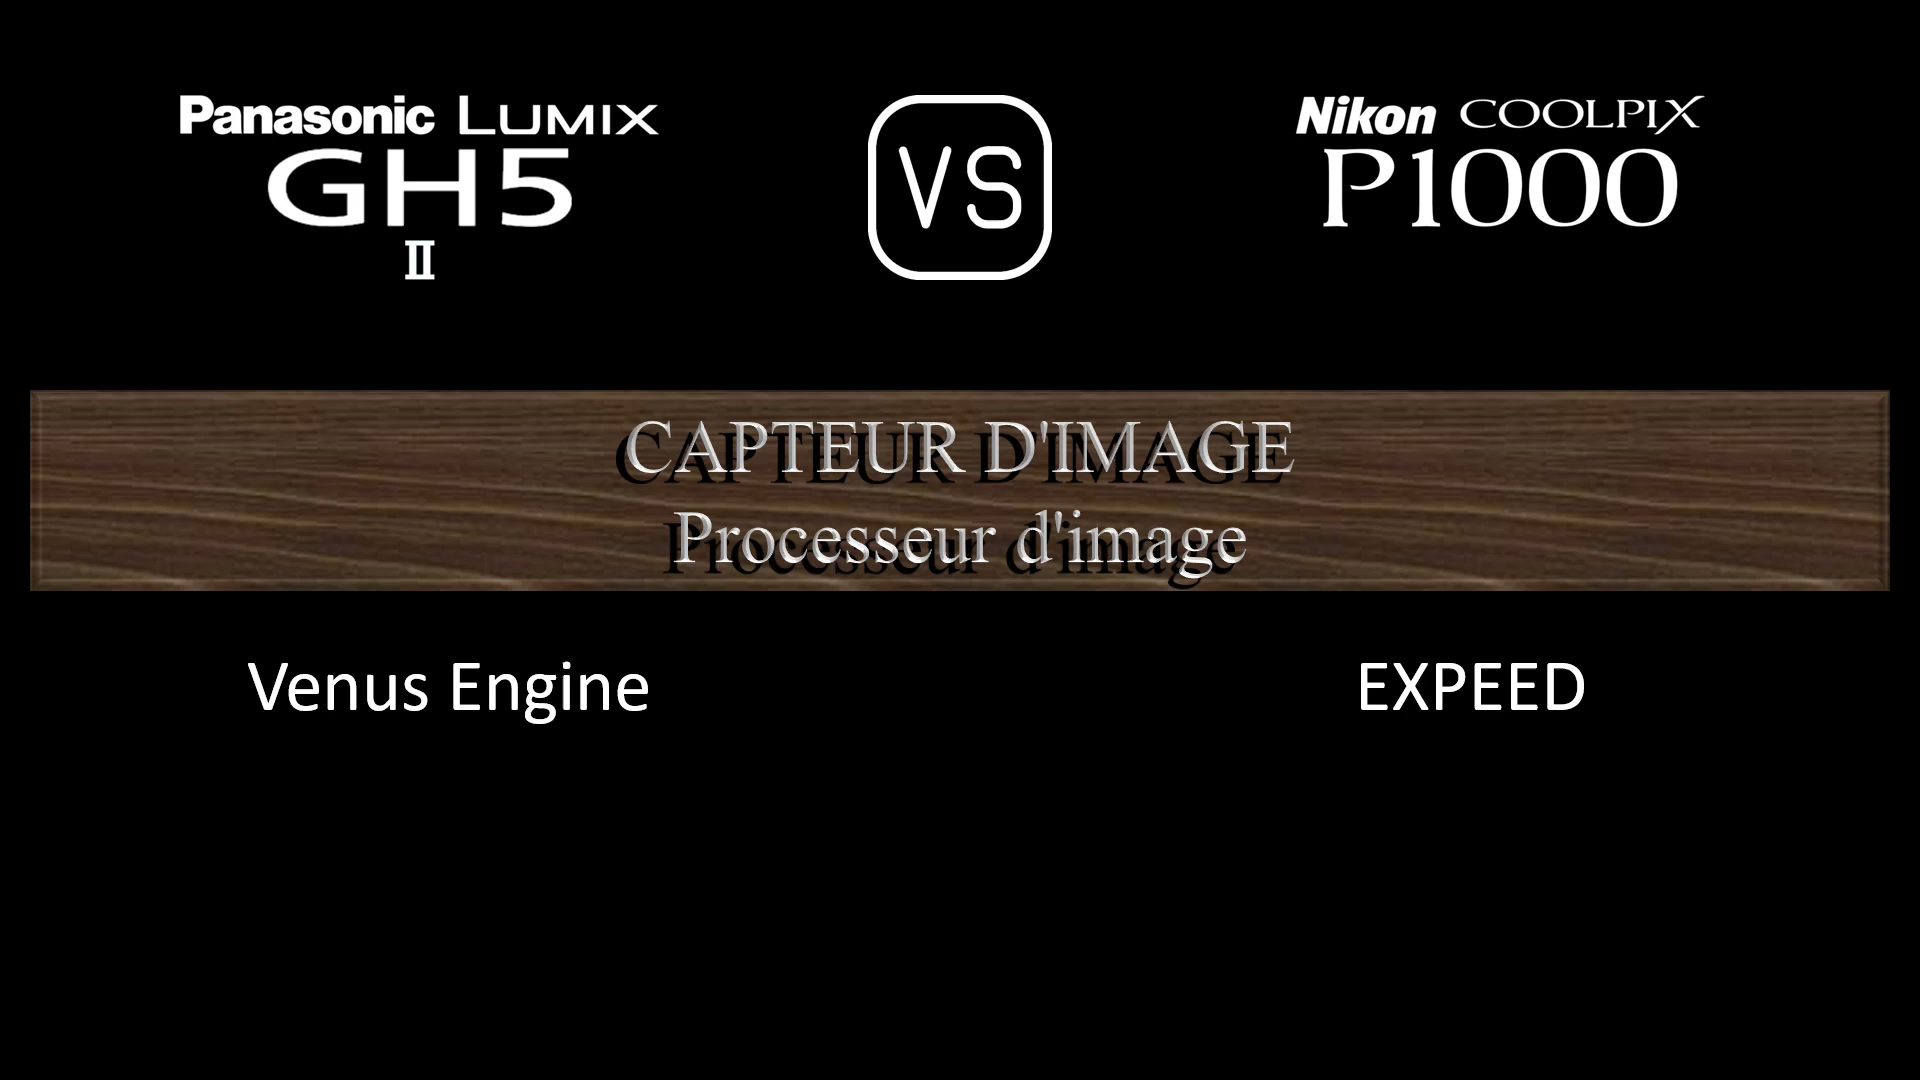 Panasonic LUMIX
GH5
II
VS
Nikon COOLPIX
P1000
CAPTEUR D'IMAGE
Processeur d'image
Venus Engine
EXPEED